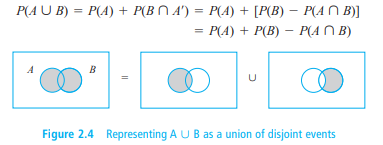 P(A ∪ B) = P(A) + P(B ∩ A′) = P(A) + [P(B) − P(A ∩ B)]
= P(A) + P(B) − P(A ∩ B)
A B = ∪
Figure 2.4 Representing A ∪ B as a union of disjoint events